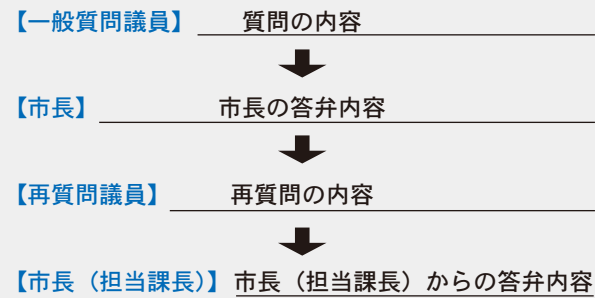 【一般質問議員】 質問の内容
【市長】 市長の答弁内容
【再質問議員】 再質問の内容
【市長（担当課長）】 市長（担当課長）からの答弁内容